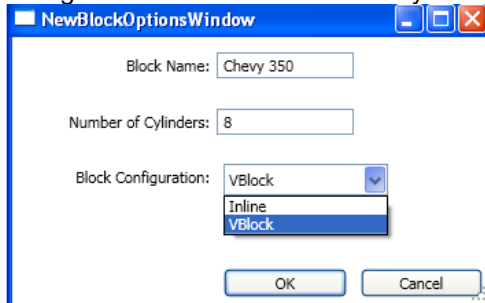 NewBlockOptionsWindow
Block Name: Chevy 350
Number of Cylinders: 8
Block Configuration: VBlock
Inline
VBlock
OK Cancel